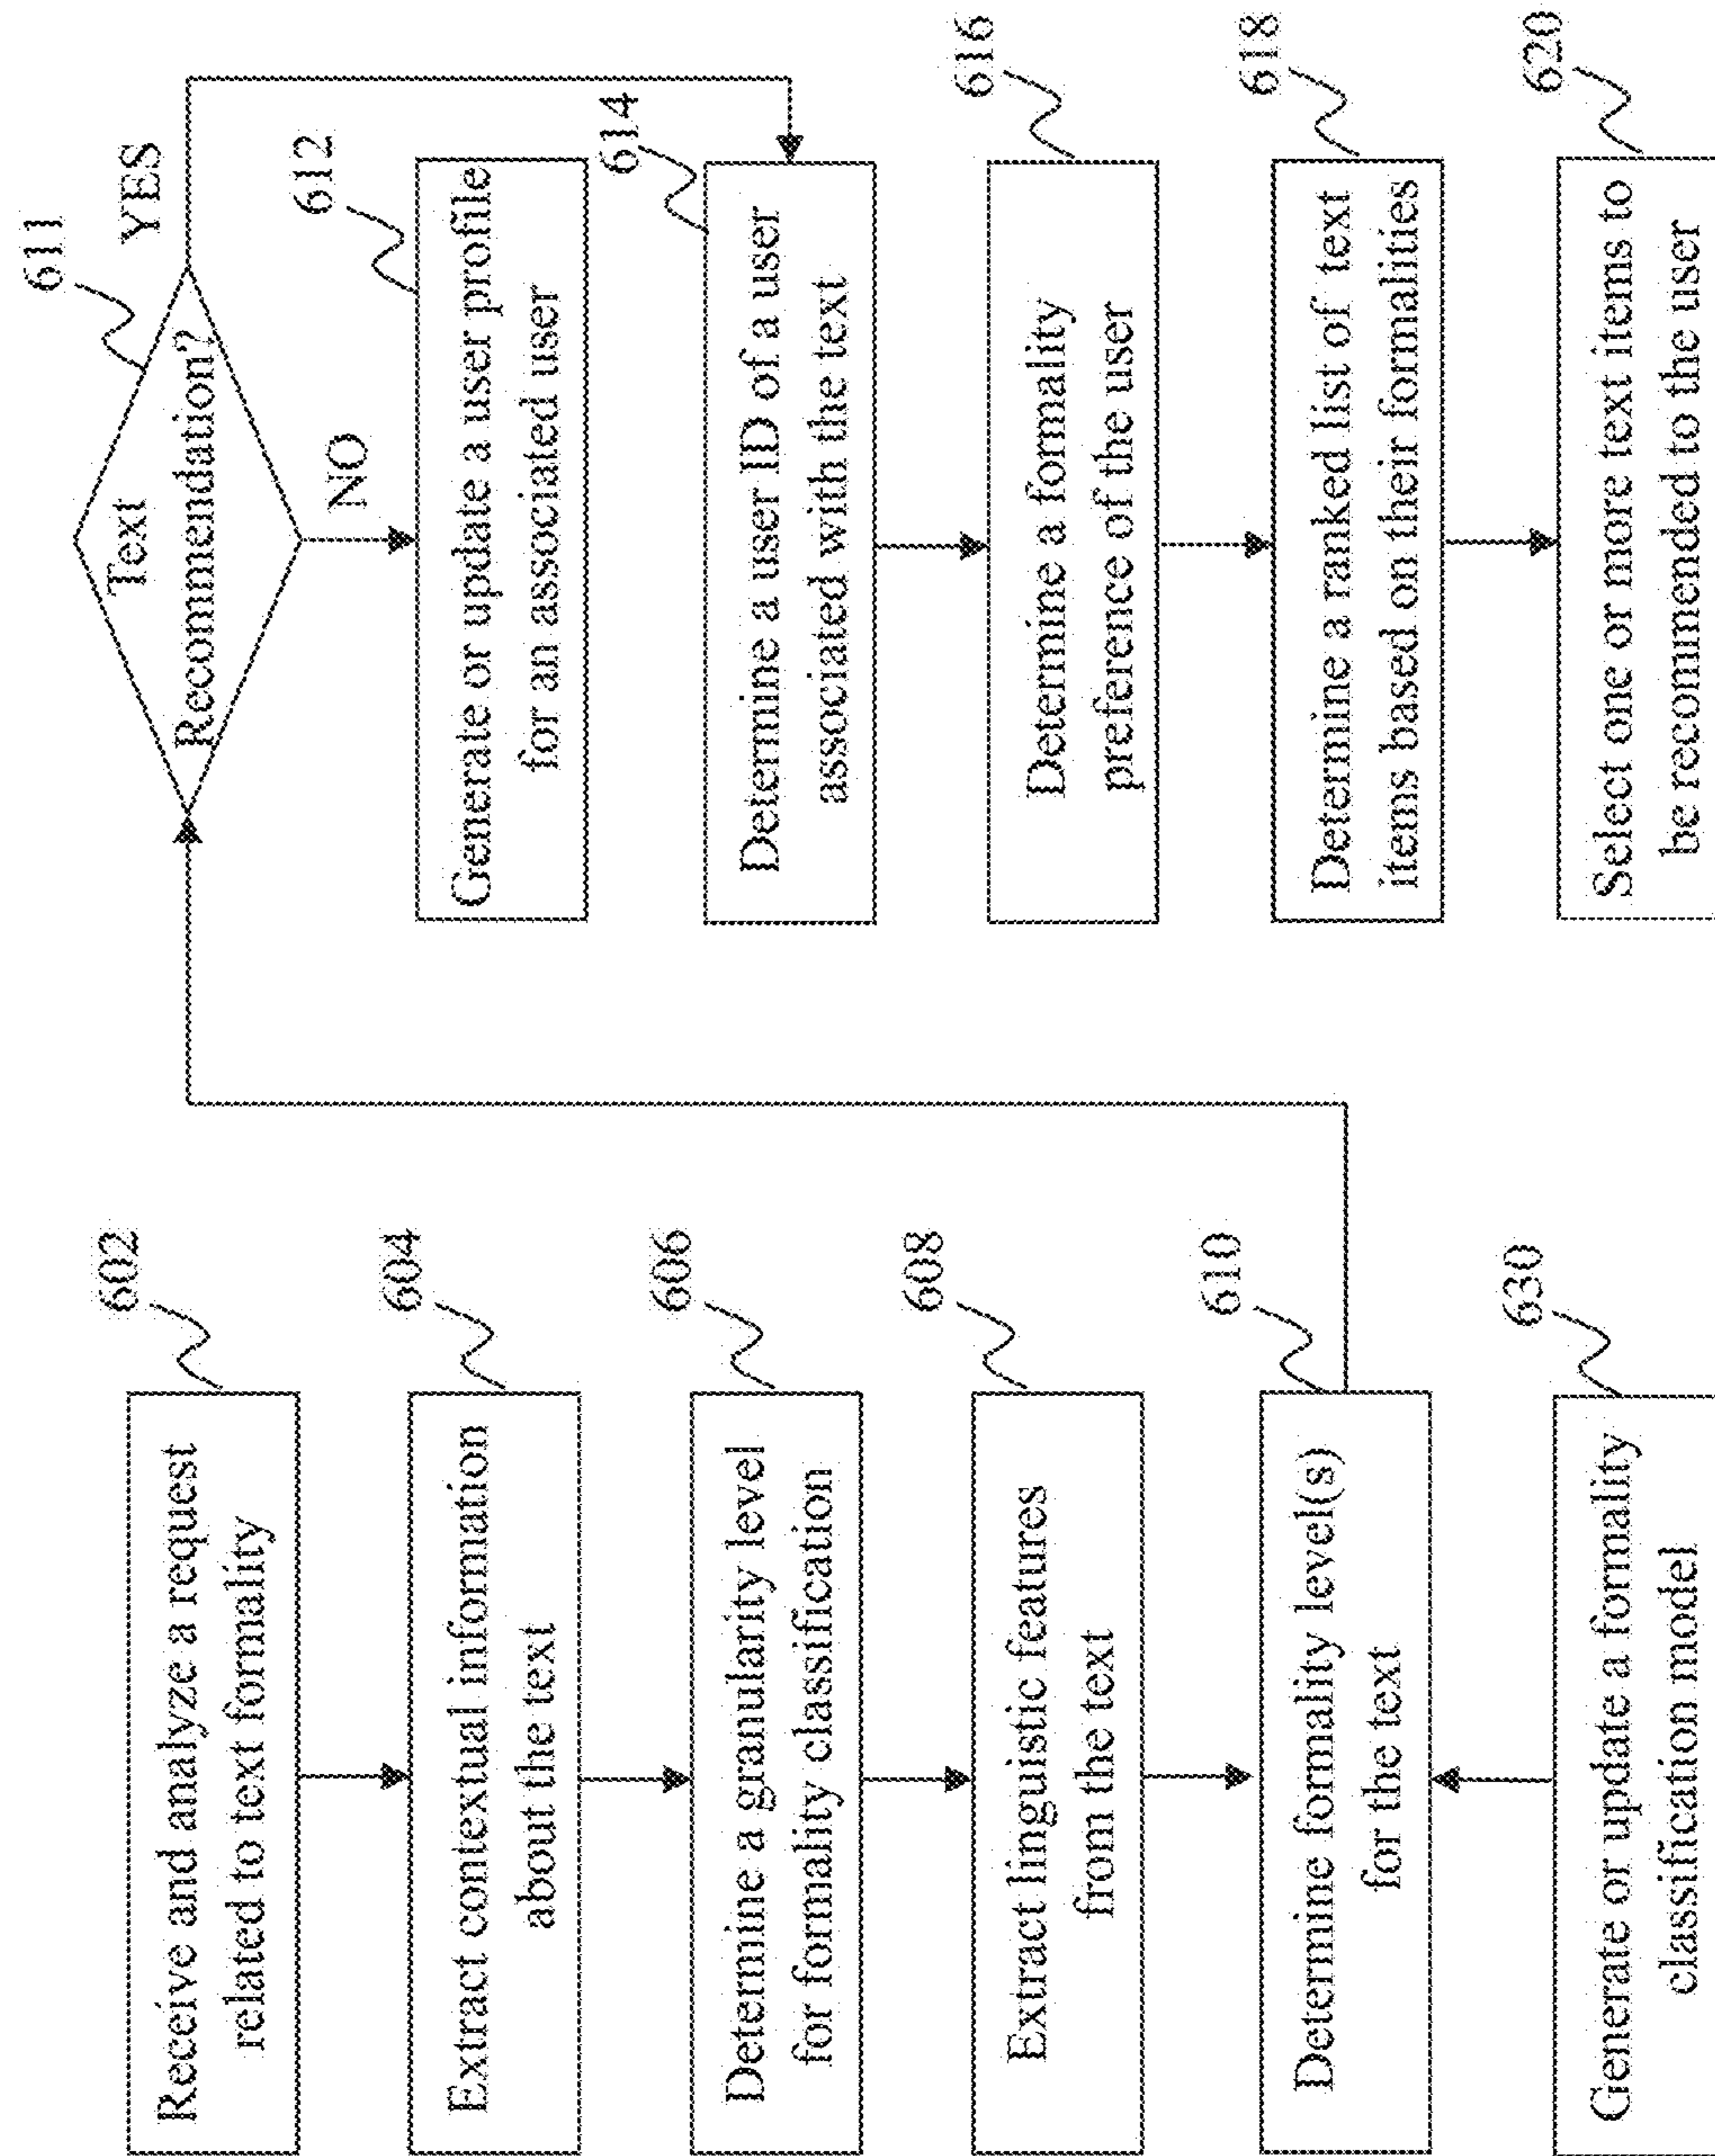 602
Receive and analyze a request
related to text formality
604
Extract contextual information
about the text
606
Determine a granularity level
for formality classification
608
Extract linguistic features
from the text
610
Determine formality level(s)
for the text
630
Generate or update a formality
classification model
611
Text
Recommendation?
YES
NO
612
Generate or update a user profile
for an associated user
614
Determine a user ID of a user
associated with the text
616
Determine a formality
preference of the user
618
Determine a ranked list of text
items based on their formalities
620
Select one or more text items to
be recommended to the user